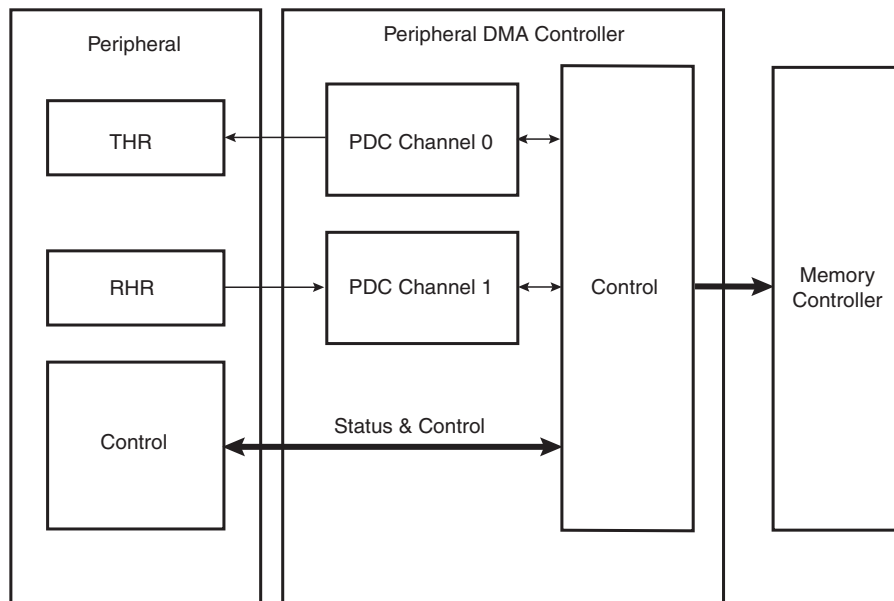 Peripheral
Peripheral DMA Controller
THR
PDC Channel 0
RHR
PDC Channel 1
Control
Memory
Controller
Control
Status & Control